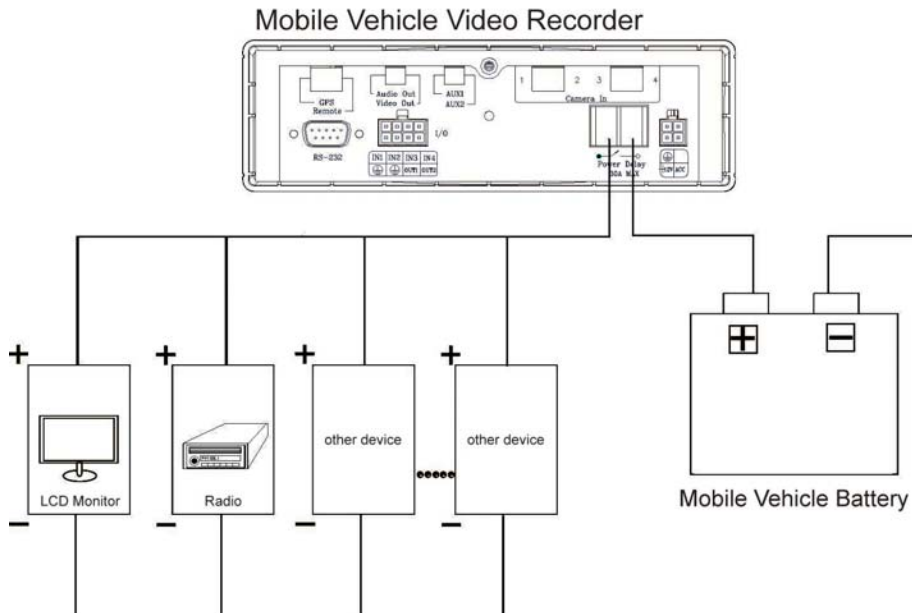 Mobile Vehicle Video Recorder
1 2 3 4
Camera In
GPS
Remote
Audio Out
Video Out
AUX1
AUX2
RS-232
I/O
IN1 IN2 IN3 IN4
OUT1 OUT2
Power Delay
30A MAX
ACC
+
+
+
+
+
−
LCD Monitor
Radio
other device
other device
−
−
−
−
Mobile Vehicle Battery